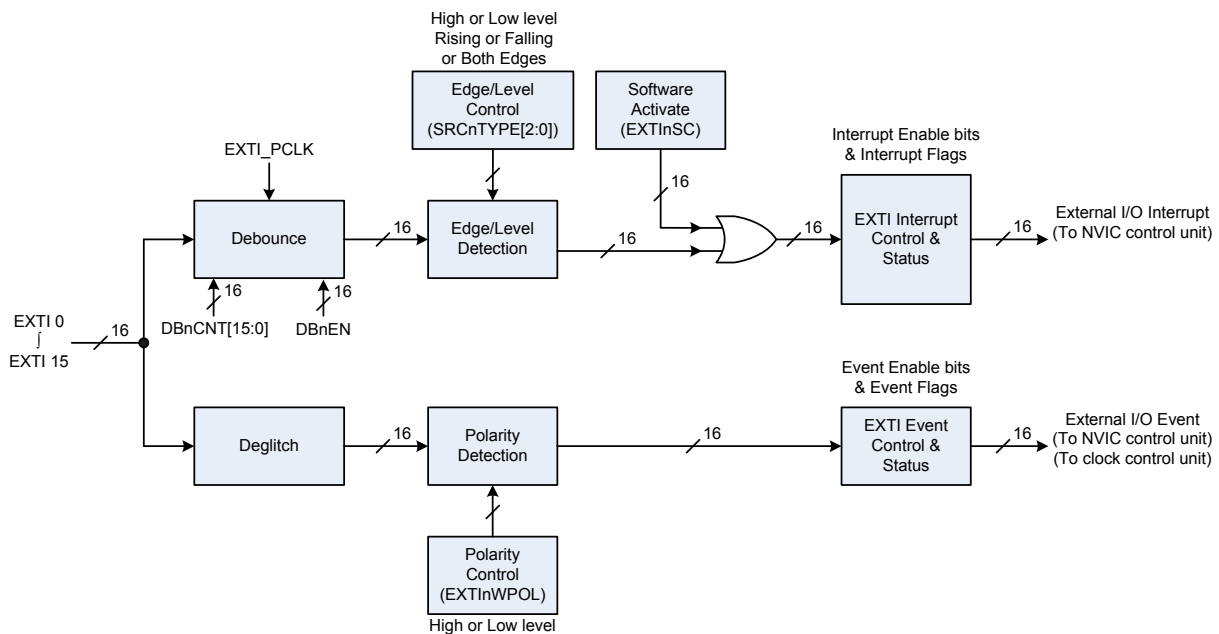 High or Low level
Rising or Falling
or Both Edges
Edge/Level
Control
(SRCnTYPE[2:0])
Software
Activate
(EXTInSC)
Interrupt Enable bits
& Interrupt Flags
EXTI_PCLK
Debounce
16
Edge/Level
Detection
16
16
16
EXTI Interrupt
Control &
Status
16
External I/O Interrupt
(To NVIC control unit)
16
16
DBnCNT[15:0]
DBnEN
EXTI 0
∫
EXTI 15
16
Event Enable bits
& Event Flags
Deglitch
16
Polarity
Detection
16
EXTI Event
Control &
Status
16
External I/O Event
(To NVIC control unit)
(To clock control unit)
Polarity
Control
(EXTInWPOL)
High or Low level